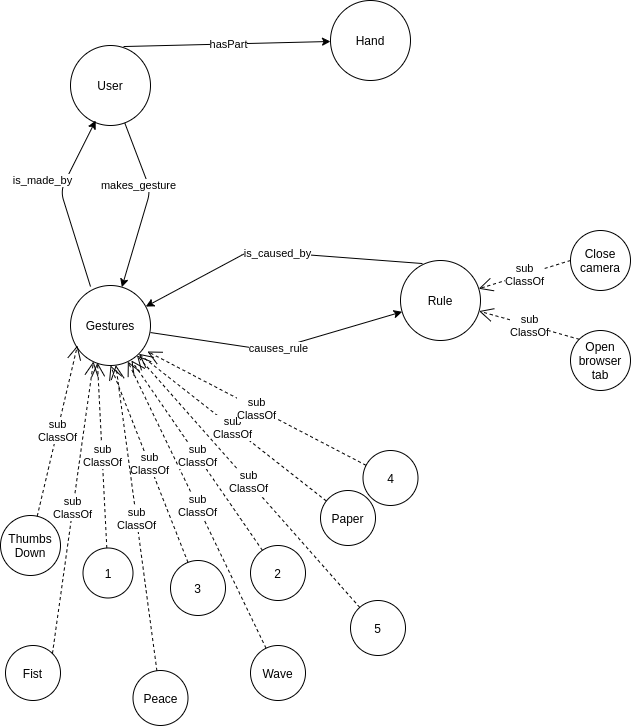 Hand
hasPart
User
is_made_by
makes_gesture
is_caused_by
Close
camera
sub
ClassOf
Rule
Gestures
sub
ClassOf
causes_rule
Open
browser
tab
sub
ClassOf
sub
ClassOf
sub
ClassOf
sub
ClassOf
sub
ClassOf
sub
ClassOf
sub
ClassOf
4
sub
ClassOf
sub
ClassOf
sub
ClassOf
Paper
sub
ClassOf
Thumbs
Down
1
3
2
5
Fist
Peace
Wave